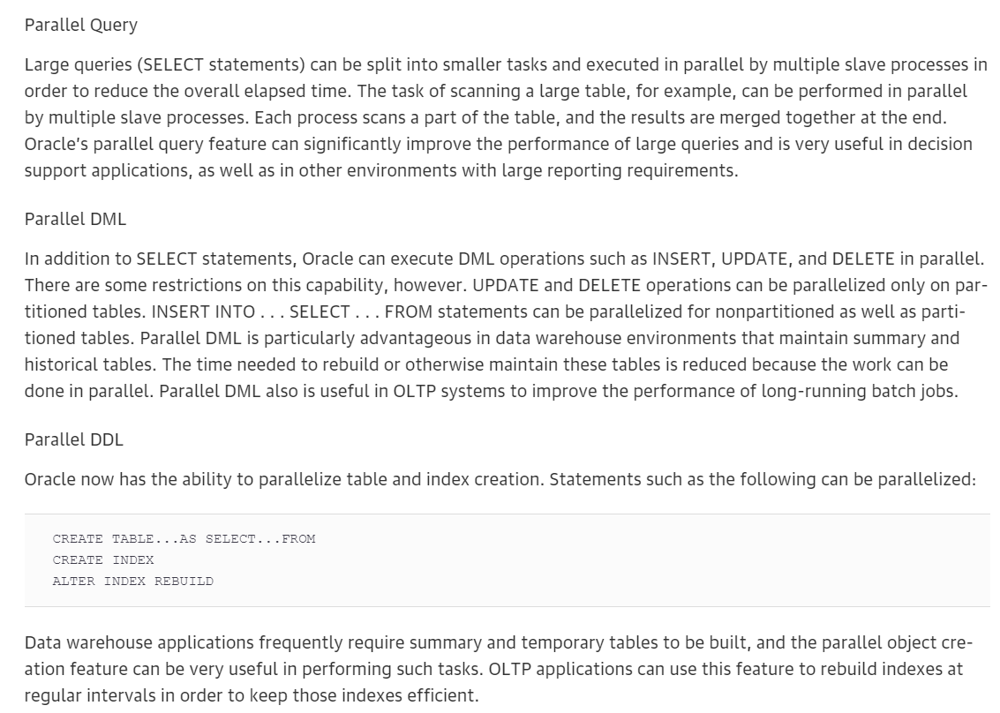 Parallel Query
Large queries (SELECT statements) can be split into smaller tasks and executed in parallel by multiple slave processes in
order to reduce the overall elapsed time. The task of scanning a large table, for example, can be performed in parallel
by multiple slave processes. Each process scans a part of the table, and the results are merged together at the end.
Oracle’s parallel query feature can significantly improve the performance of large queries and is very useful in decision
support applications, as well as in other environments with large reporting requirements.
Parallel DML
In addition to SELECT statements, Oracle can execute DML operations such as INSERT, UPDATE, and DELETE in parallel.
There are some restrictions on this capability, however. UPDATE and DELETE operations can be parallelized only on par-
titioned tables. INSERT INTO . . . SELECT . . . FROM statements can be parallelized for nonpartitioned as well as parti-
tioned tables. Parallel DML is particularly advantageous in data warehouse environments that maintain summary and
historical tables. The time needed to rebuild or otherwise maintain these tables is reduced because the work can be
done in parallel. Parallel DML also is useful in OLTP systems to improve the performance of long-running batch jobs.
Parallel DDL
Oracle now has the ability to parallelize table and index creation. Statements such as the following can be parallelized:
CREATE TABLE...AS SELECT...FROM
CREATE INDEX
ALTER INDEX REBUILD
Data warehouse applications frequently require summary and temporary tables to be built, and the parallel object cre-
ation feature can be very useful in performing such tasks. OLTP applications can use this feature to rebuild indexes at
regular intervals in order to keep those indexes efficient.